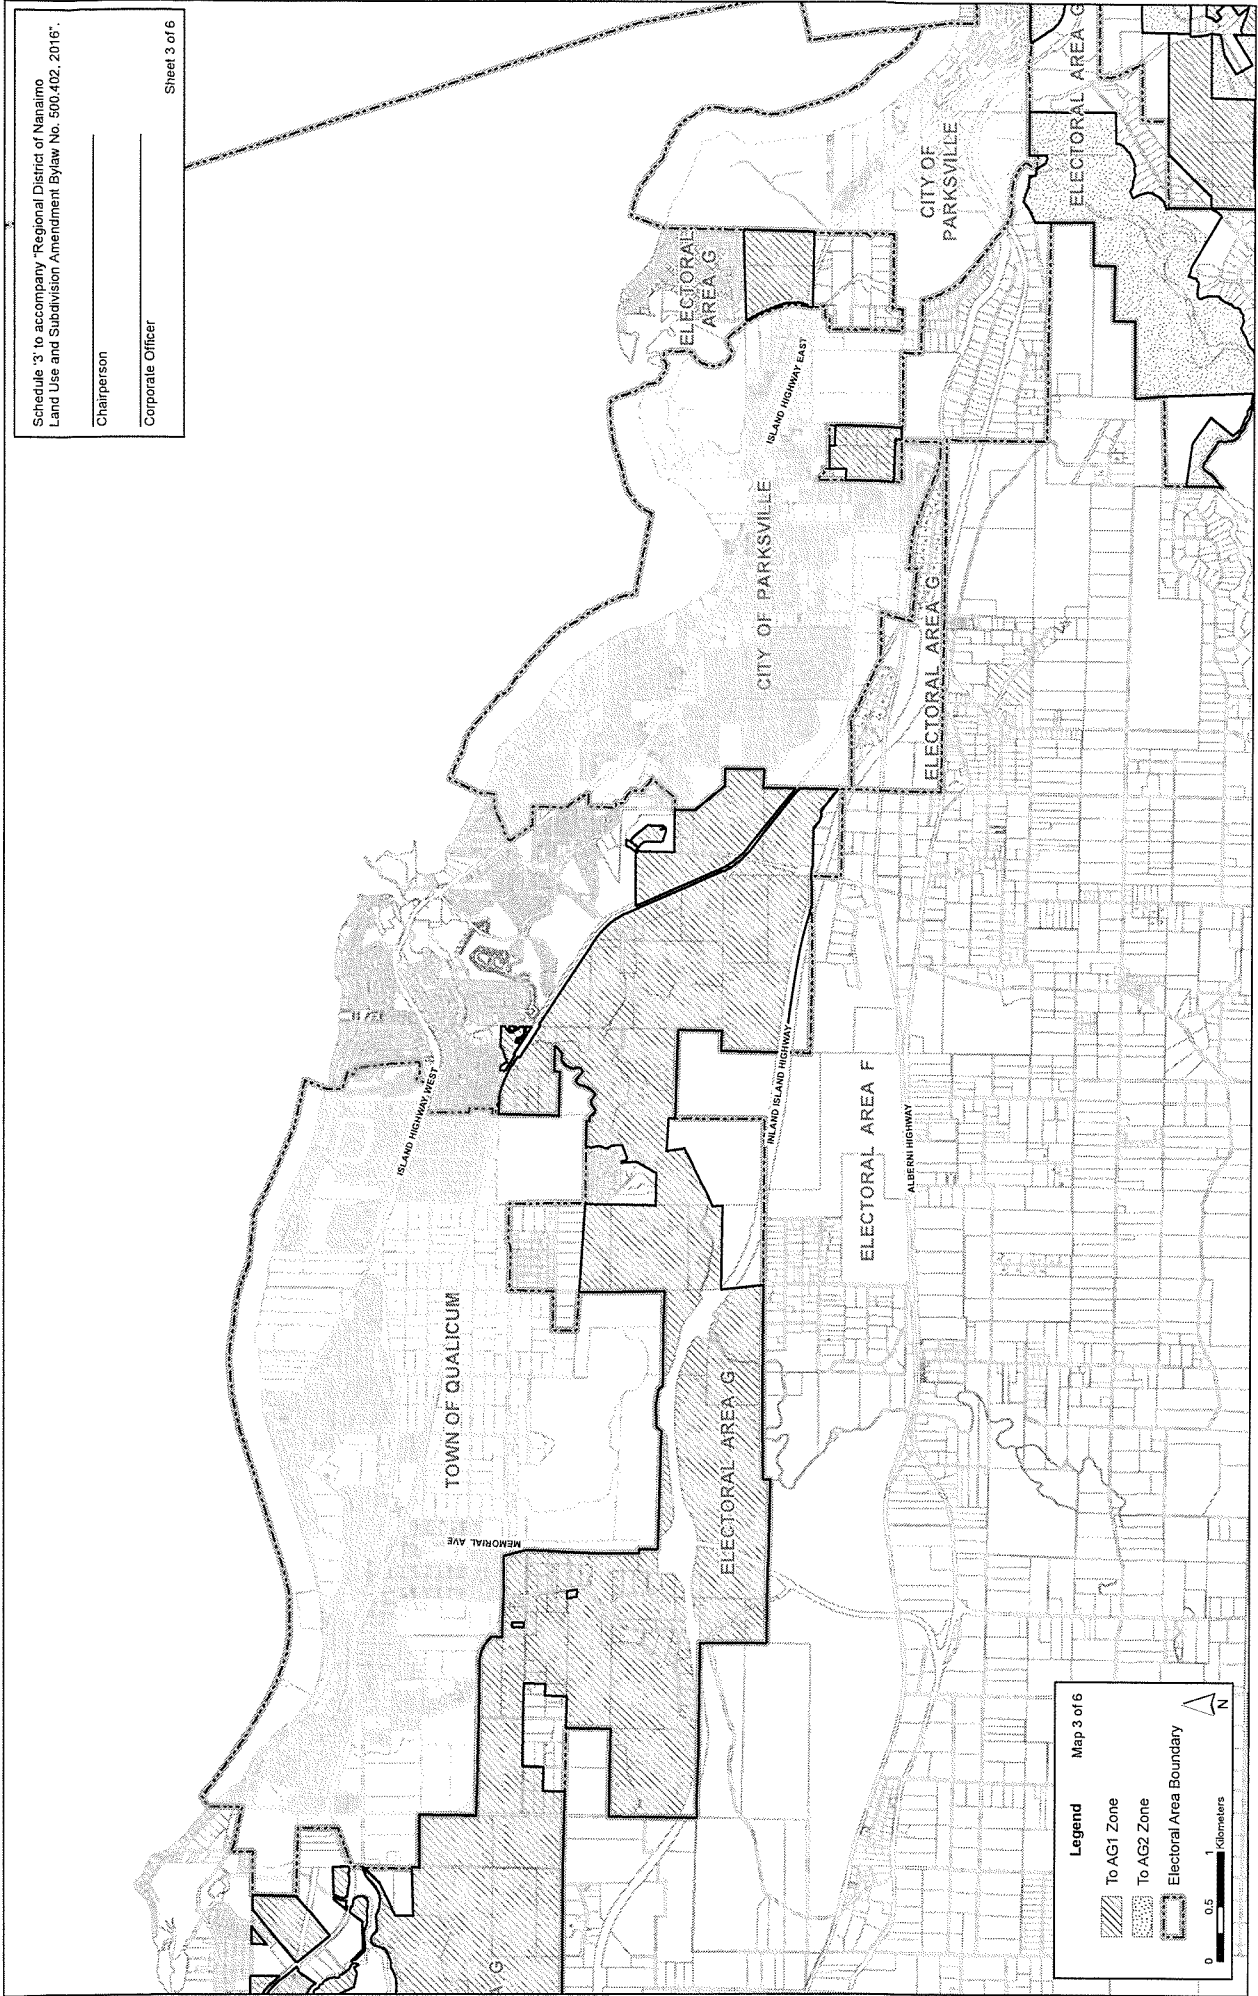 Schedule '3' to accompany "Regional District of Nanaimo
Land Use and Subdivision Amendment Bylaw No. 500.402, 2016".
Chairperson
Corporate Officer
Sheet 3 of 6
ELECTORAL
AREA G
CITY OF
PARKSVILLE
ELECTORAL AREA G
ISLAND HIGHWAY EAST
CITY OF PARKSVILLE
ELECTORAL AREA G
ISLAND HIGHWAY WEST
INLAND ISLAND HIGHWAY
ELECTORAL AREA F
ALBERNI HIGHWAY
TOWN OF QUALICUM
MEMORIAL AVE
ELECTORAL AREA G
A G
Legend
Map 3 of 6
To AG1 Zone
To AG2 Zone
Electoral Area Boundary
0 0.5 1
Kilometers
N